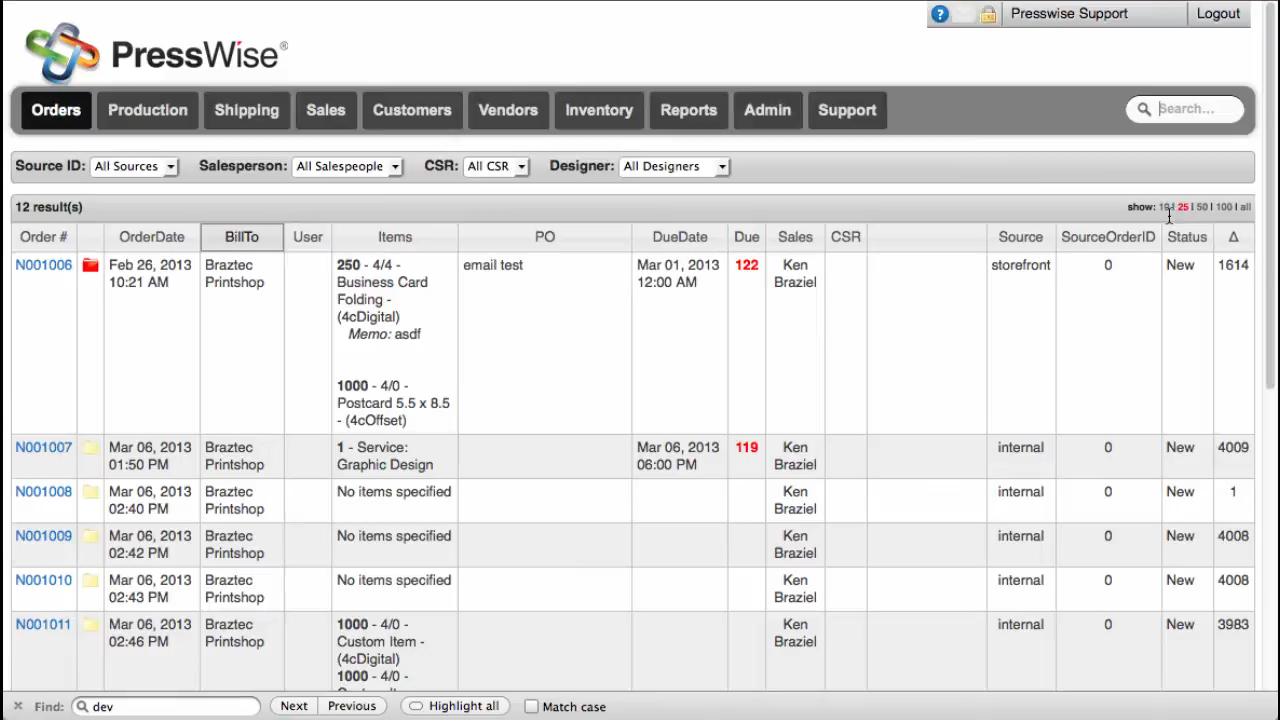 Presswise Support Logout
PressWise®
Orders Production Shipping Sales Customers Vendors Inventory Reports Admin Support Search...
Source ID: All Sources Salesperson: All Salespeople CSR: All CSR Designer: All Designers
12 result(s) show: 10 | 25 | 50 | 100 | all
Order # OrderDate BillTo User Items PO DueDate Due Sales CSR Source SourceOrderID Status Δ
N001006 Feb 26, 2013 Braztec 250 - 4/4 - email test Mar 01, 2013 122 Ken storefront 0 New 1614
10:21 AM Printshop Business Card 12:00 AM Braziel
Folding -
(4cDigital)
Memo: asdf
1000 - 4/0 -
Postcard 5.5 x 8.5
- (4cOffset)
N001007 Mar 06, 2013 Braztec 1 - Service: Mar 06, 2013 119 Ken internal 0 New 4009
01:50 PM Printshop Graphic Design 06:00 PM Braziel
N001008 Mar 06, 2013 Braztec No items specified Ken internal 0 New 1
02:40 PM Printshop Braziel
N001009 Mar 06, 2013 Braztec No items specified Ken internal 0 New 4008
02:42 PM Printshop Braziel
N001010 Mar 06, 2013 Braztec No items specified Ken internal 0 New 4008
02:43 PM Printshop Braziel
N001011 Mar 06, 2013 Braztec 1000 - 4/0 - Ken internal 0 New 3983
02:46 PM Printshop Custom Item - Braziel
(4cDigital)
1000 - 4/0 -
Find: dev Next Previous Highlight all Match case